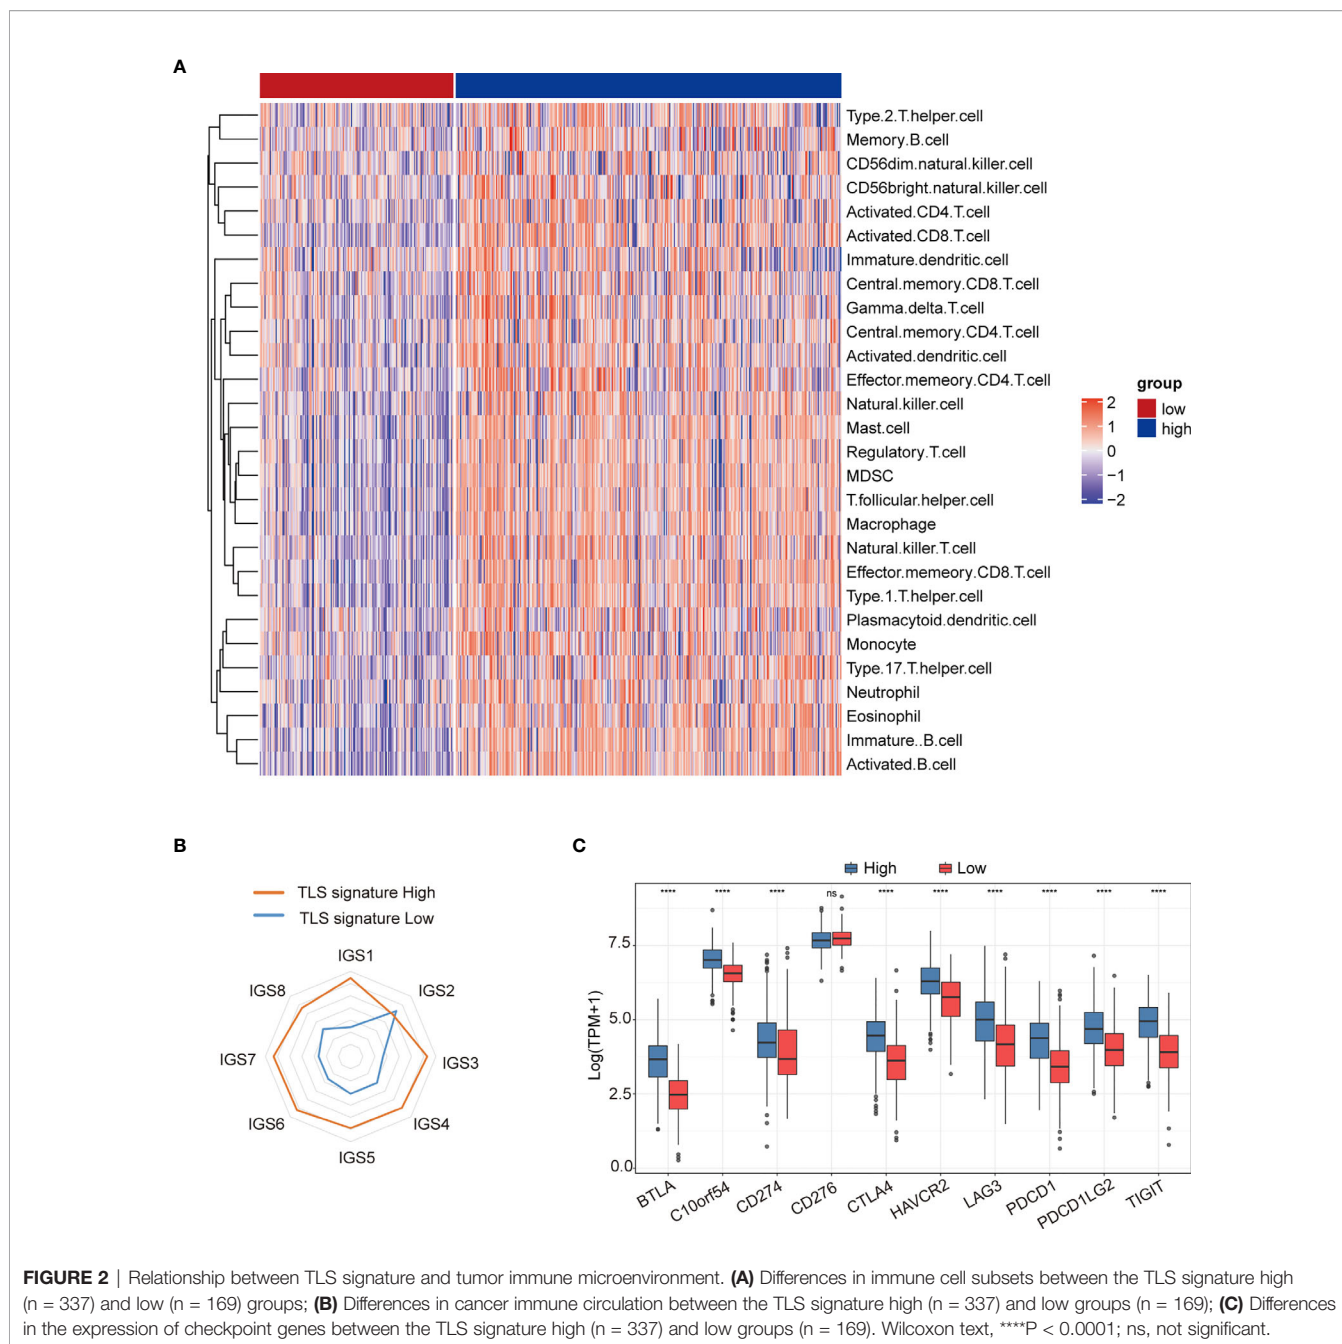 A
Type.2.T.helper.cell
Memory.B.cell
CD56dim.natural.killer.cell
CD56bright.natural.killer.cell
Activated.CD4.T.cell
Activated.CD8.T.cell
Immature.dendritic.cell
Central.memory.CD8.T.cell
Gamma.delta.T.cell
Central.memory.CD4.T.cell
Activated.dendritic.cell
Effector.memeory.CD4.T.cell
Natural.killer.cell
Mast.cell
Regulatory.T.cell
MDSC
T.follicular.helper.cell
Macrophage
Natural.killer.T.cell
Effector.memeory.CD8.T.cell
Type.1.T.helper.cell
Plasmacytoid.dendritic.cell
Monocyte
Type.17.T.helper.cell
Neutrophil
Eosinophil
Immature..B.cell
Activated.B.cell
2
1
0
−1
−2
group
low
high
B
TLS signature High
TLS signature Low
IGS1
IGS2
IGS3
IGS4
IGS5
IGS6
IGS7
IGS8
C
High
Low
**** **** **** ns **** **** **** **** **** ****
Log(TPM+1)
7.5
5.0
2.5
0.0
BTLA
C10orf54
CD274
CD276
CTLA4
HAVCR2
LAG3
PDCD1
PDCD1LG2
TIGIT
FIGURE 2 | Relationship between TLS signature and tumor immune microenvironment. (A) Differences in immune cell subsets between the TLS signature high
(n = 337) and low (n = 169) groups; (B) Differences in cancer immune circulation between the TLS signature high (n = 337) and low groups (n = 169); (C) Differences
in the expression of checkpoint genes between the TLS signature high (n = 337) and low groups (n = 169). Wilcoxon text, ****P < 0.0001; ns, not significant.